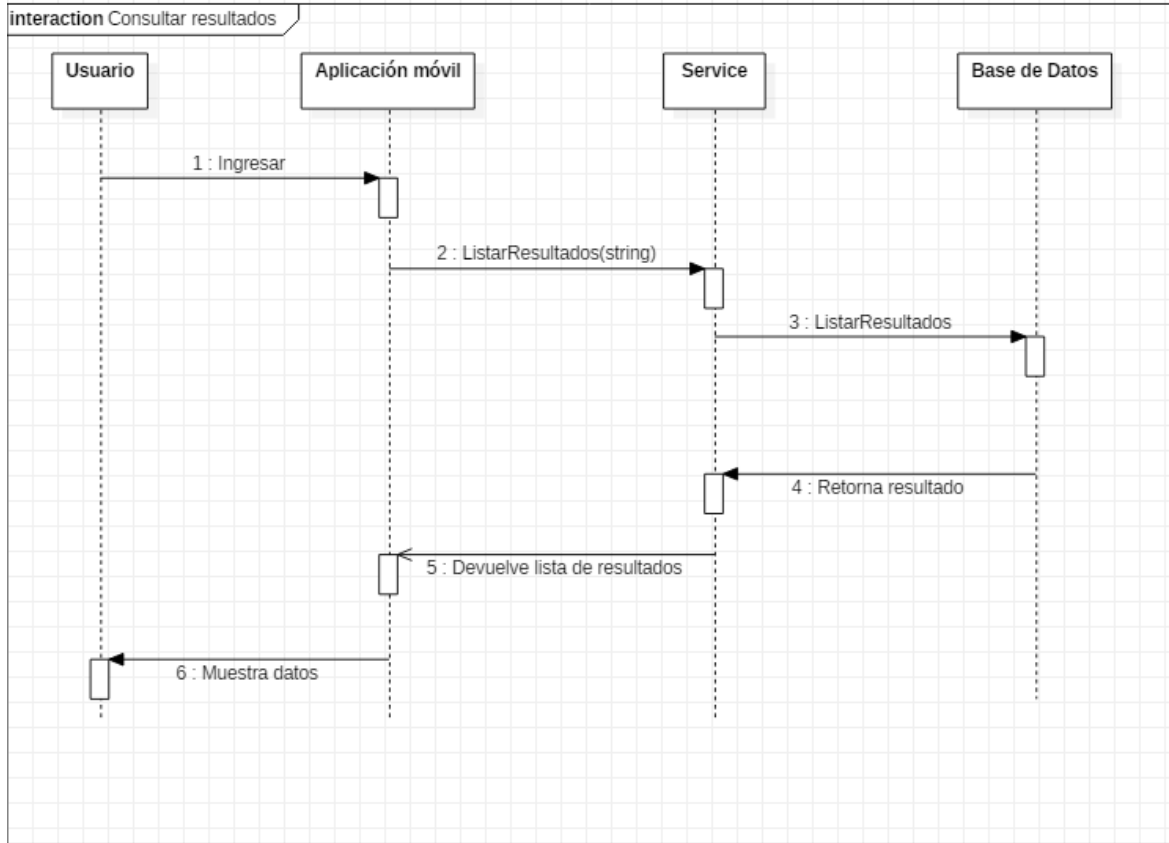 interaction Consultar resultados
Usuario
Aplicación móvil
Service
Base de Datos
1 : Ingresar
2 : ListarResultados(string)
3 : ListarResultados
4 : Retorna resultado
5 : Devuelve lista de resultados
6 : Muestra datos